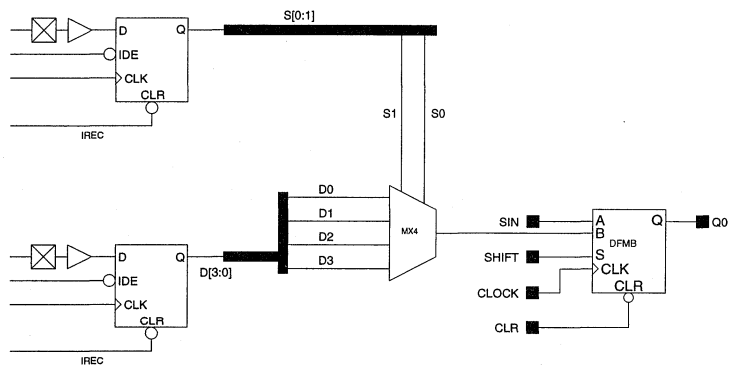 S[0:1]
D Q
IDE
CLK
CLR
IREC
S1 S0
D0
D1
D2
D3
MX4
D Q
D[3:0]
IDE
CLK
CLR
IREC
SIN A Q Q0
B
DFMB
SHIFT S
CLK
CLOCK CLR
CLR